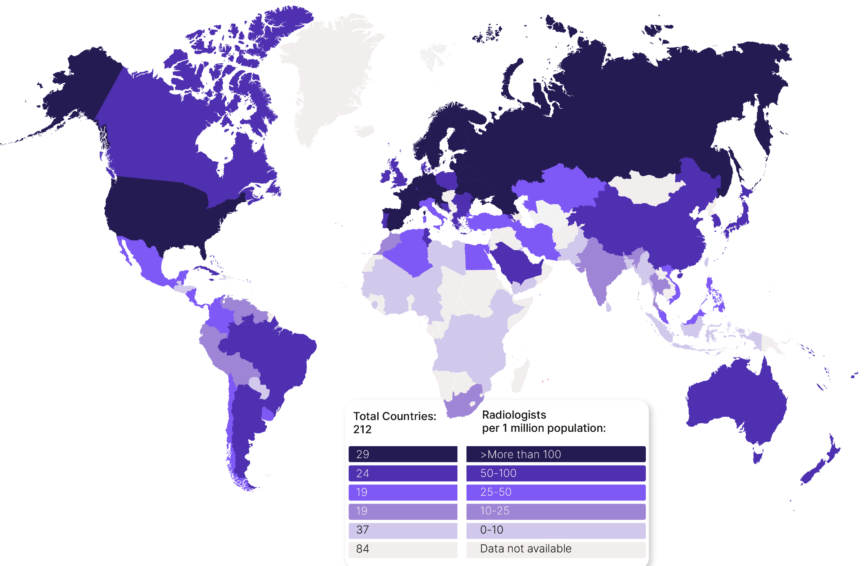 Total Countries:
212
Radiologists
per 1 million population:
29 >More than 100
24 50-100
19 25-50
19 10-25
37 0-10
84 Data not available